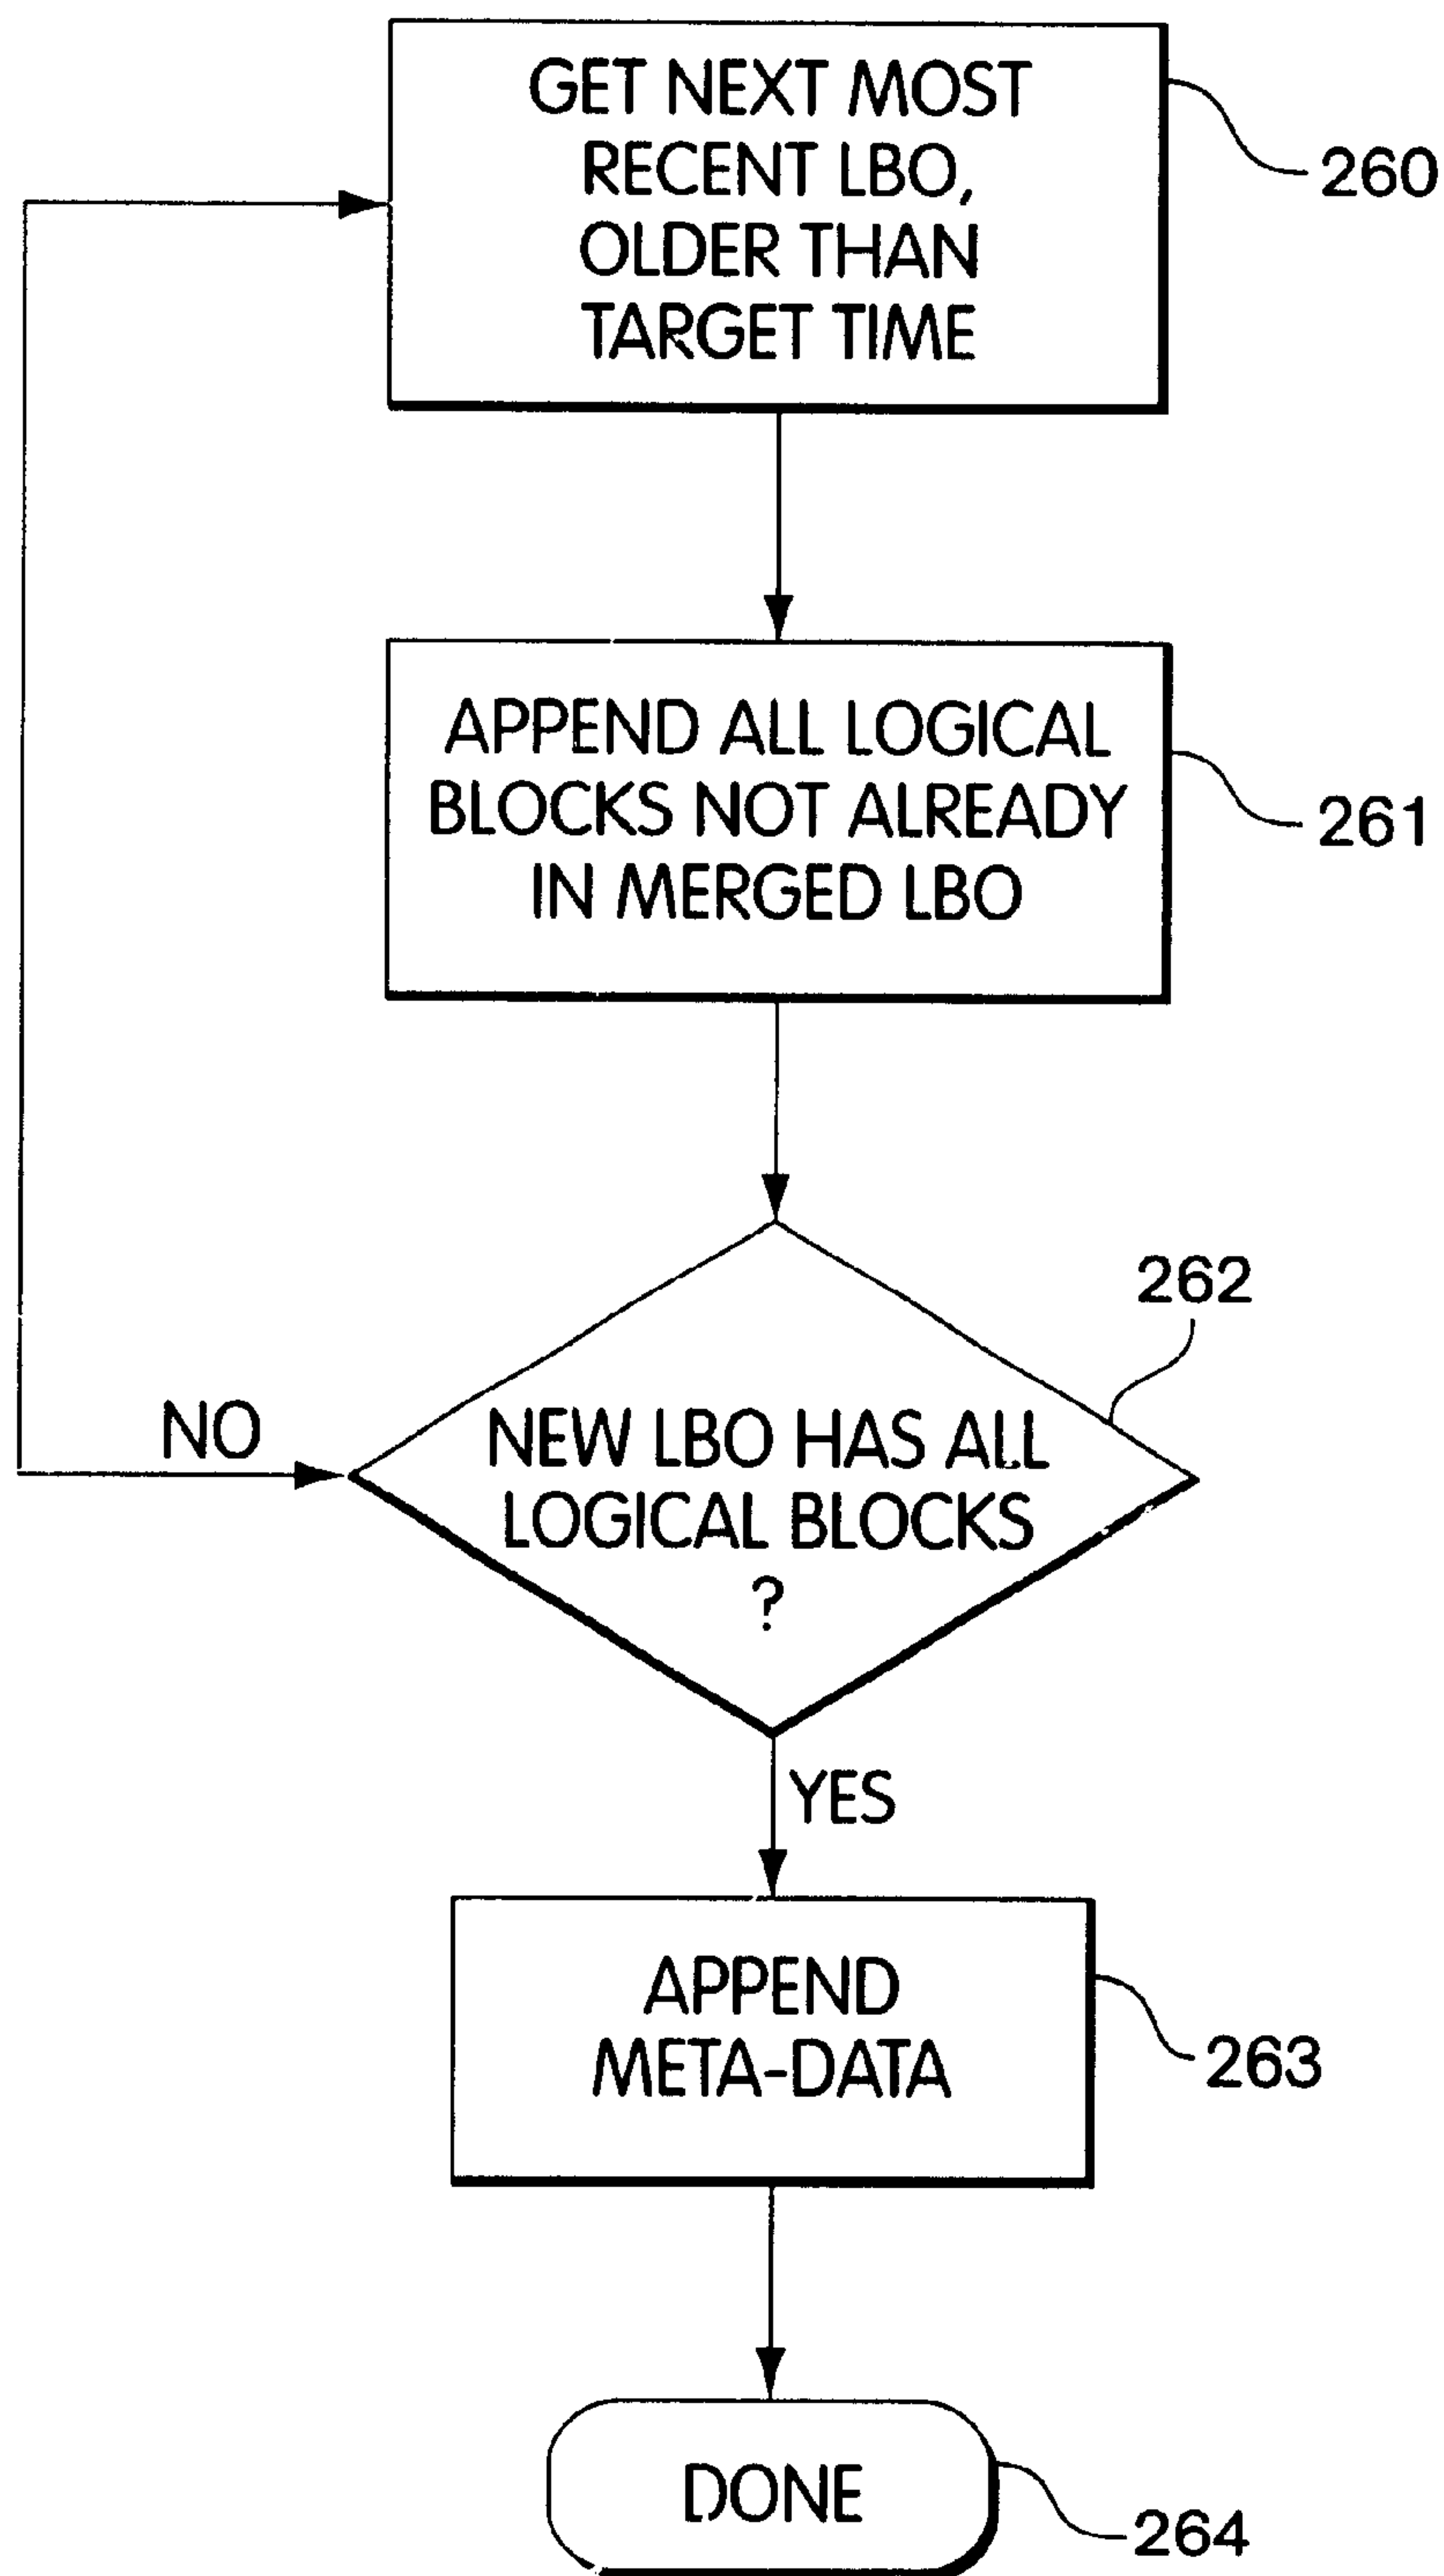 GET NEXT MOST
RECENT LBO,
OLDER THAN
TARGET TIME
260
APPEND ALL LOGICAL
BLOCKS NOT ALREADY
IN MERGED LBO
261
262
NO
NEW LBO HAS ALL
LOGICAL BLOCKS
?
YES
APPEND
META-DATA
263
DONE
264